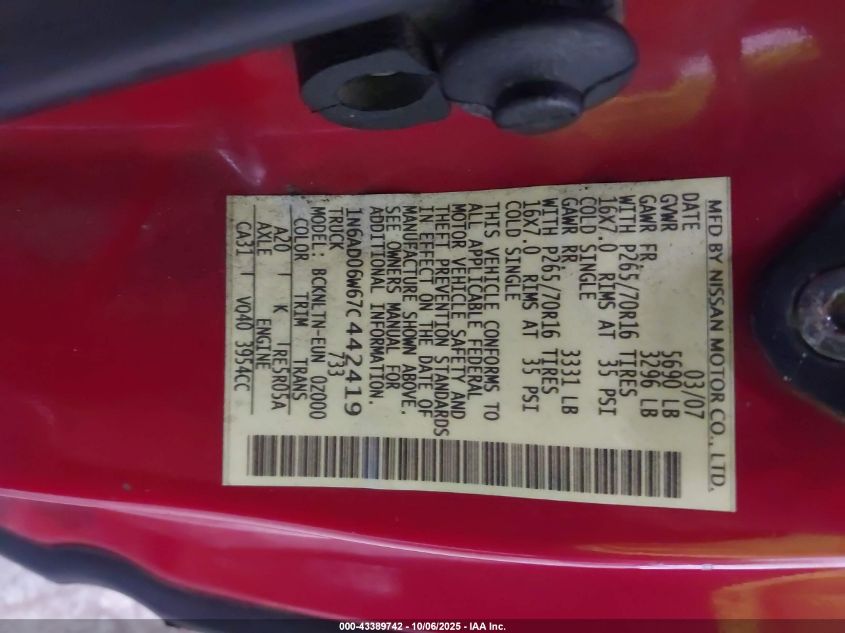 MFD BY NISSAN MOTOR CO., LTD.
DATE 03/07
GVWR 5690 LB
GAWR FR 3296 LB
WITH P265/70R16 TIRES
16X7.0 RIMS AT 35 PSI
COLD SINGLE
GAWR RR. 3331 LB
WITH P265/70R16 TIRES
16X7.0 RIMS AT 35 PSI
COLD SINGLE
THIS VEHICLE CONFORMS TO
ALL APPLICABLE FEDERAL
MOTOR VEHICLE SAFETY AND
THEFT PREVENTION STANDARDS
IN EFFECT ON THE DATE OF
MANUFACTURE SHOWN ABOVE.
SEE OWNERS MANUAL FOR
ADDITIONAL INFORMATION.
1N6AD06W67C442419
TRUCK 733
MODEL: BCKNLTN-EUN 0Z000
COLOR TRIM TRANS
A20 K TRE5R05A
AXLE ENGINE
CA31 VQ40 3954CC
000-43389742 - 10/06/2025 - IAA Inc.